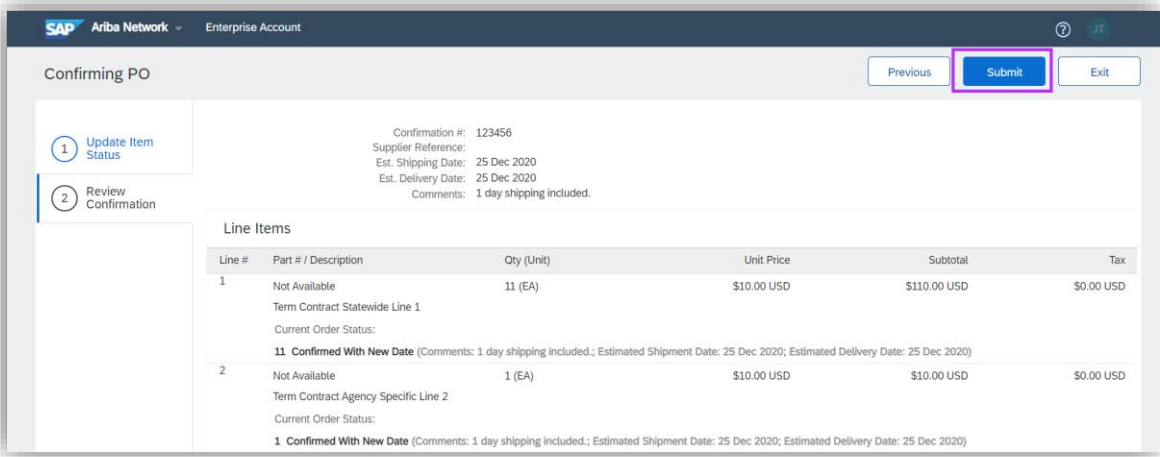 SAP Ariba Network Enterprise Account ? JT
Confirming PO Previous Submit Exit
1 Update Item Status
2 Review Confirmation
Confirmation #: 123456
Supplier Reference:
Est. Shipping Date: 25 Dec 2020
Est. Delivery Date: 25 Dec 2020
Comments: 1 day shipping included.
Line Items
Line # Part # / Description Qty (Unit) Unit Price Subtotal Tax
1 Not Available 11 (EA) $10.00 USD $110.00 USD $0.00 USD
Term Contract Statewide Line 1
Current Order Status:
11 Confirmed With New Date (Comments: 1 day shipping included.; Estimated Shipment Date: 25 Dec 2020; Estimated Delivery Date: 25 Dec 2020)
2 Not Available 1 (EA) $10.00 USD $10.00 USD $0.00 USD
Term Contract Agency Specific Line 2
Current Order Status:
1 Confirmed With New Date (Comments: 1 day shipping included.; Estimated Shipment Date: 25 Dec 2020; Estimated Delivery Date: 25 Dec 2020)